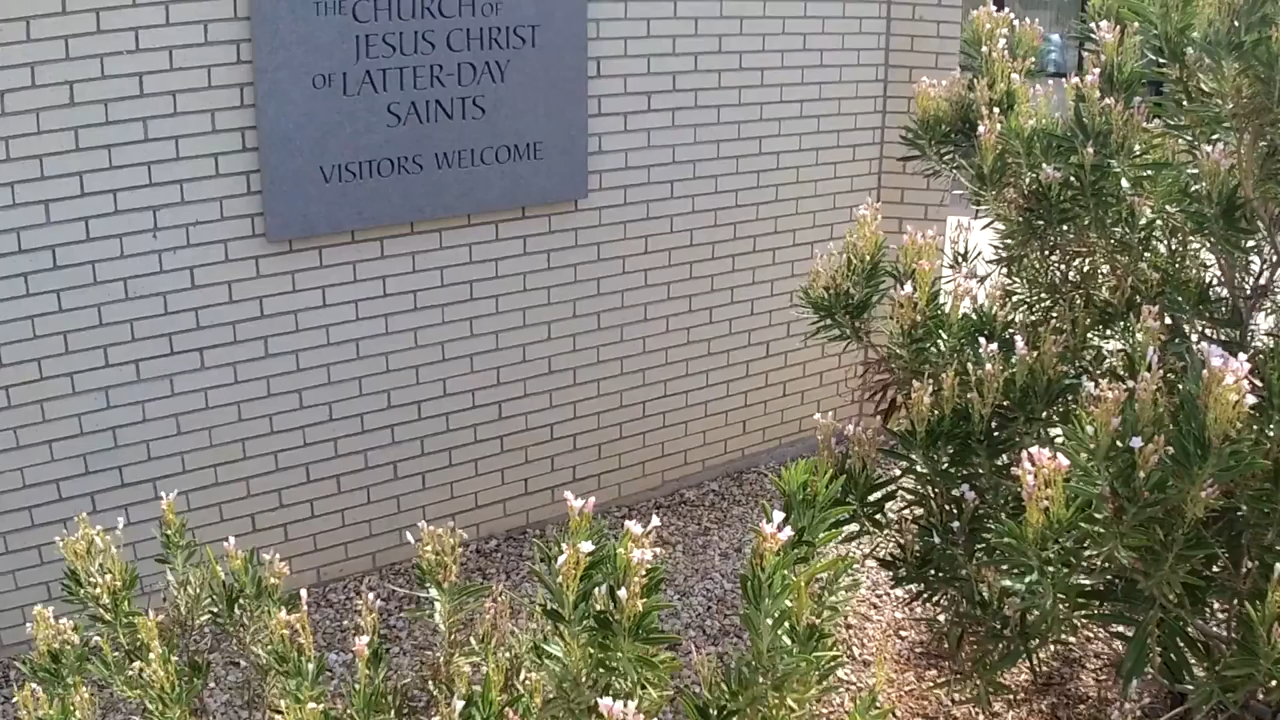 THE CHURCH OF
JESUS CHRIST
OF LATTER-DAY
SAINTS
VISITORS WELCOME